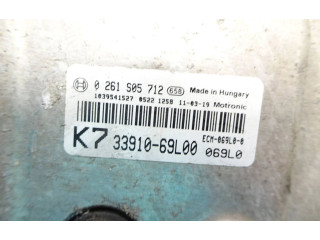 0 261 S05 712 658 Made in Hungary
1039S41527 0522 1258 11-03-19 Motronic
ECM-069L0-0
K7 33910-69L00 069L0